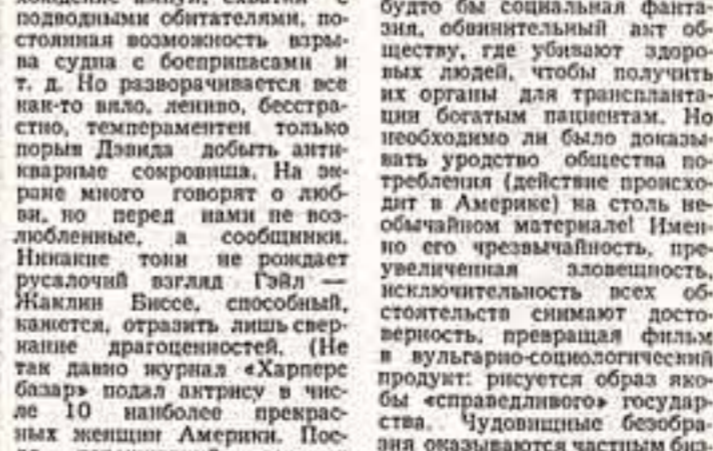 подводными обитателями, по-
стоянная возможность взры-
ва судна с боеприпасами и
т. д. Но разворачивается все
как-то вяло, лениво, бесстра-
стно, темпераментен только
порыв Дэвида добыть анти-
кварные сокровища. На эк-
ране много говорят о люб-
ви, но перед нами не воз-
любленные, а сообщники.
Никакие тони не рождает
русалочий взгляд Гэйл —
Жаклин Биссе, способный,
кажется, отразить лишь свер-
кание драгоценностей. (Не
так давно журнал «Харперс
базар» подал актрису в чис-
ле 10 наиболее прекрас-
ных женщин Америки. Пос-
будто бы социальная фанта-
зия, обвинительный акт об-
ществу, где убивают здоро-
вых людей, чтобы получить
их органы для транспланта-
ции богатым пациентам. Но
необходимо ли было доказы-
вать уродство общества по-
требления (действие происхо-
дит в Америке) на столь не-
обычайном материале! Имен-
но его чрезвычайность, пре-
увеличенная зловещность,
исключительность всех об-
стоятельств снимают досто-
верность, превращая фильм
в вульгарно-социологический
продукт: рисуется образ яко-
бы «справедливого» государ-
ства. Чудовищные безобра-
зия оказываются частным биз-